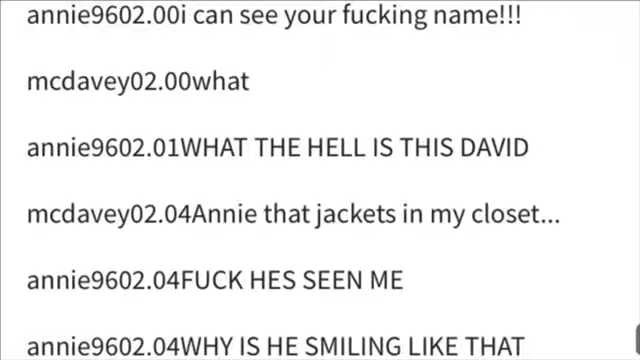 annie9602.00i can see your fucking name!!!
mcdavey02.00what
annie9602.01WHAT THE HELL IS THIS DAVID
mcdavey02.04Annie that jackets in my closet...
annie9602.04FUCK HES SEEN ME
annie9602.04WHY IS HE SMILING LIKE THAT